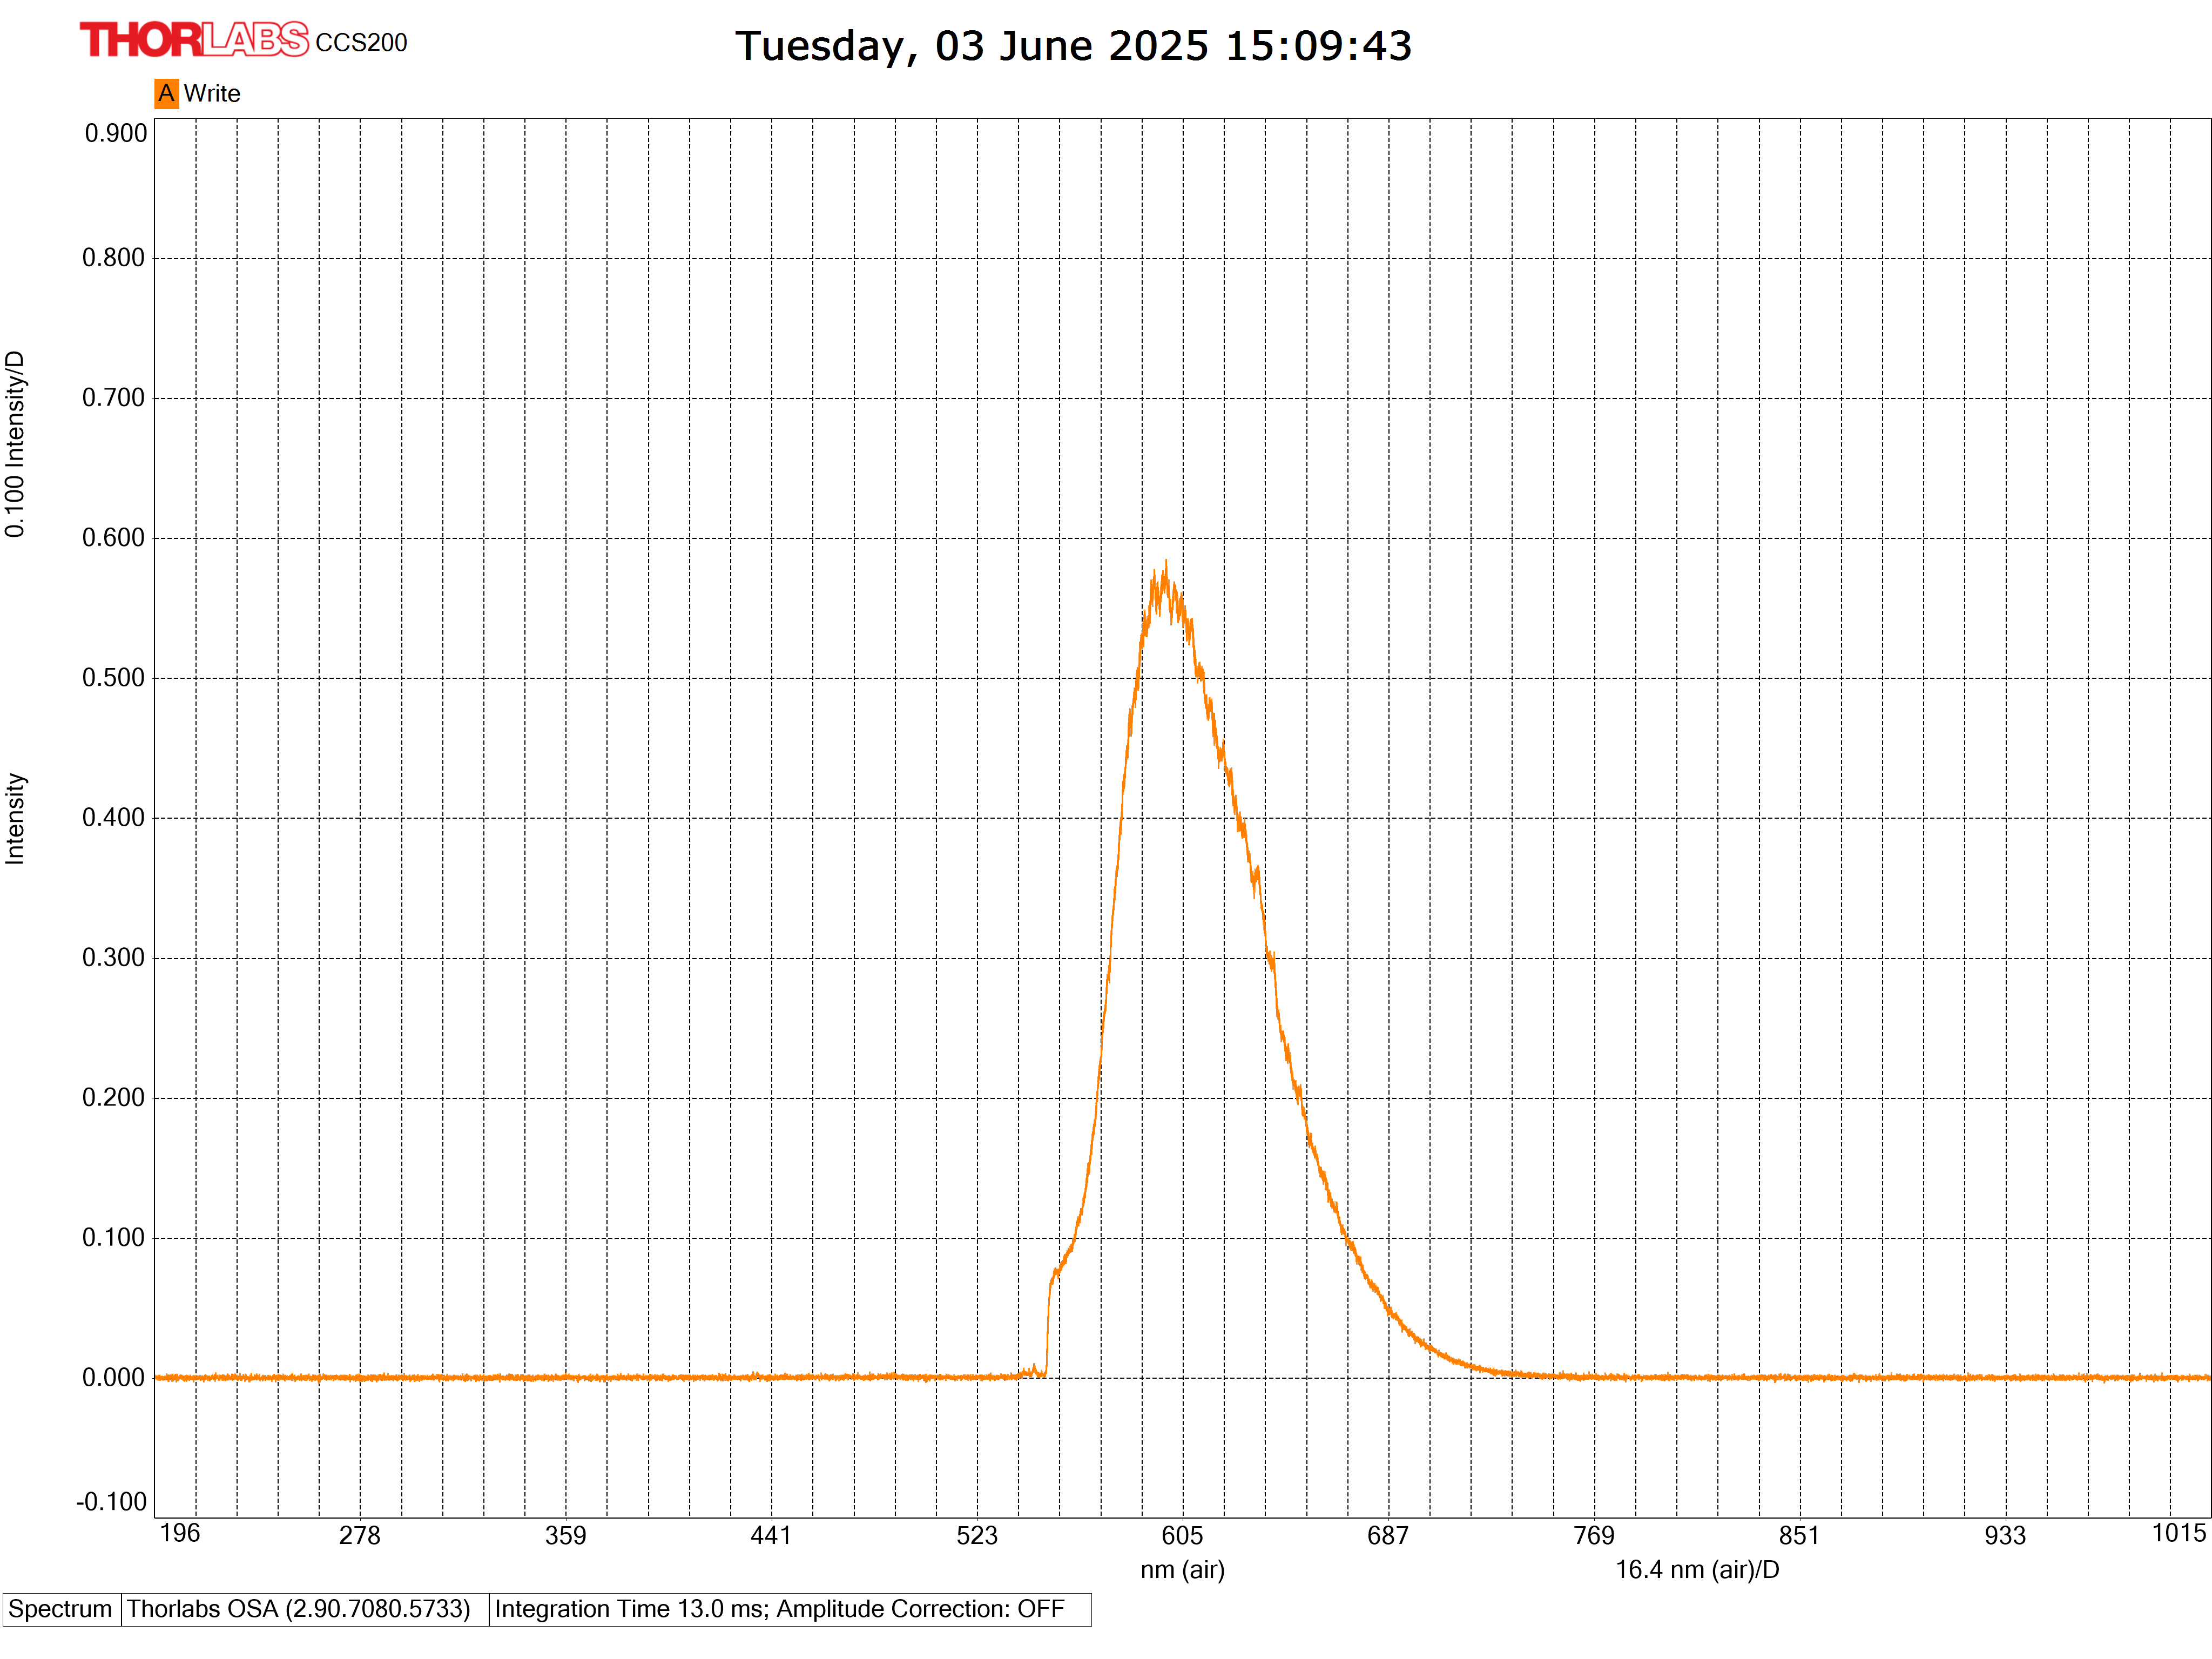 THORLABS CCS200
Tuesday, 03 June 2025 15:09:43
A Write
0.900
0.800
0.700
0.600
0.500
0.400
0.300
0.200
0.100
0.000
-0.100
0.100 Intensity/D
Intensity
196 278 359 441 523 605 687 769 851 933 1015
nm (air) 16.4 nm (air)/D
Spectrum Thorlabs OSA (2.90.7080.5733) Integration Time 13.0 ms; Amplitude Correction: OFF